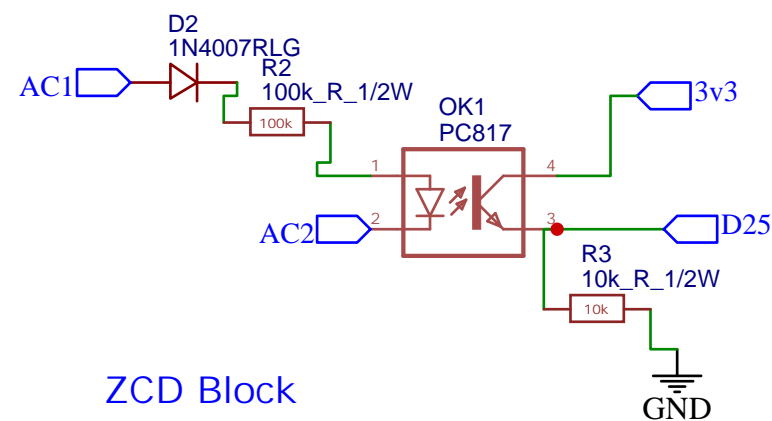 D2
1N4007RLG
AC1
R2
100k_R_1/2W
100k
OK1
PC817
3v3
1
4
AC2
2
3
D25
R3
10k_R_1/2W
10k
ZCD Block
GND